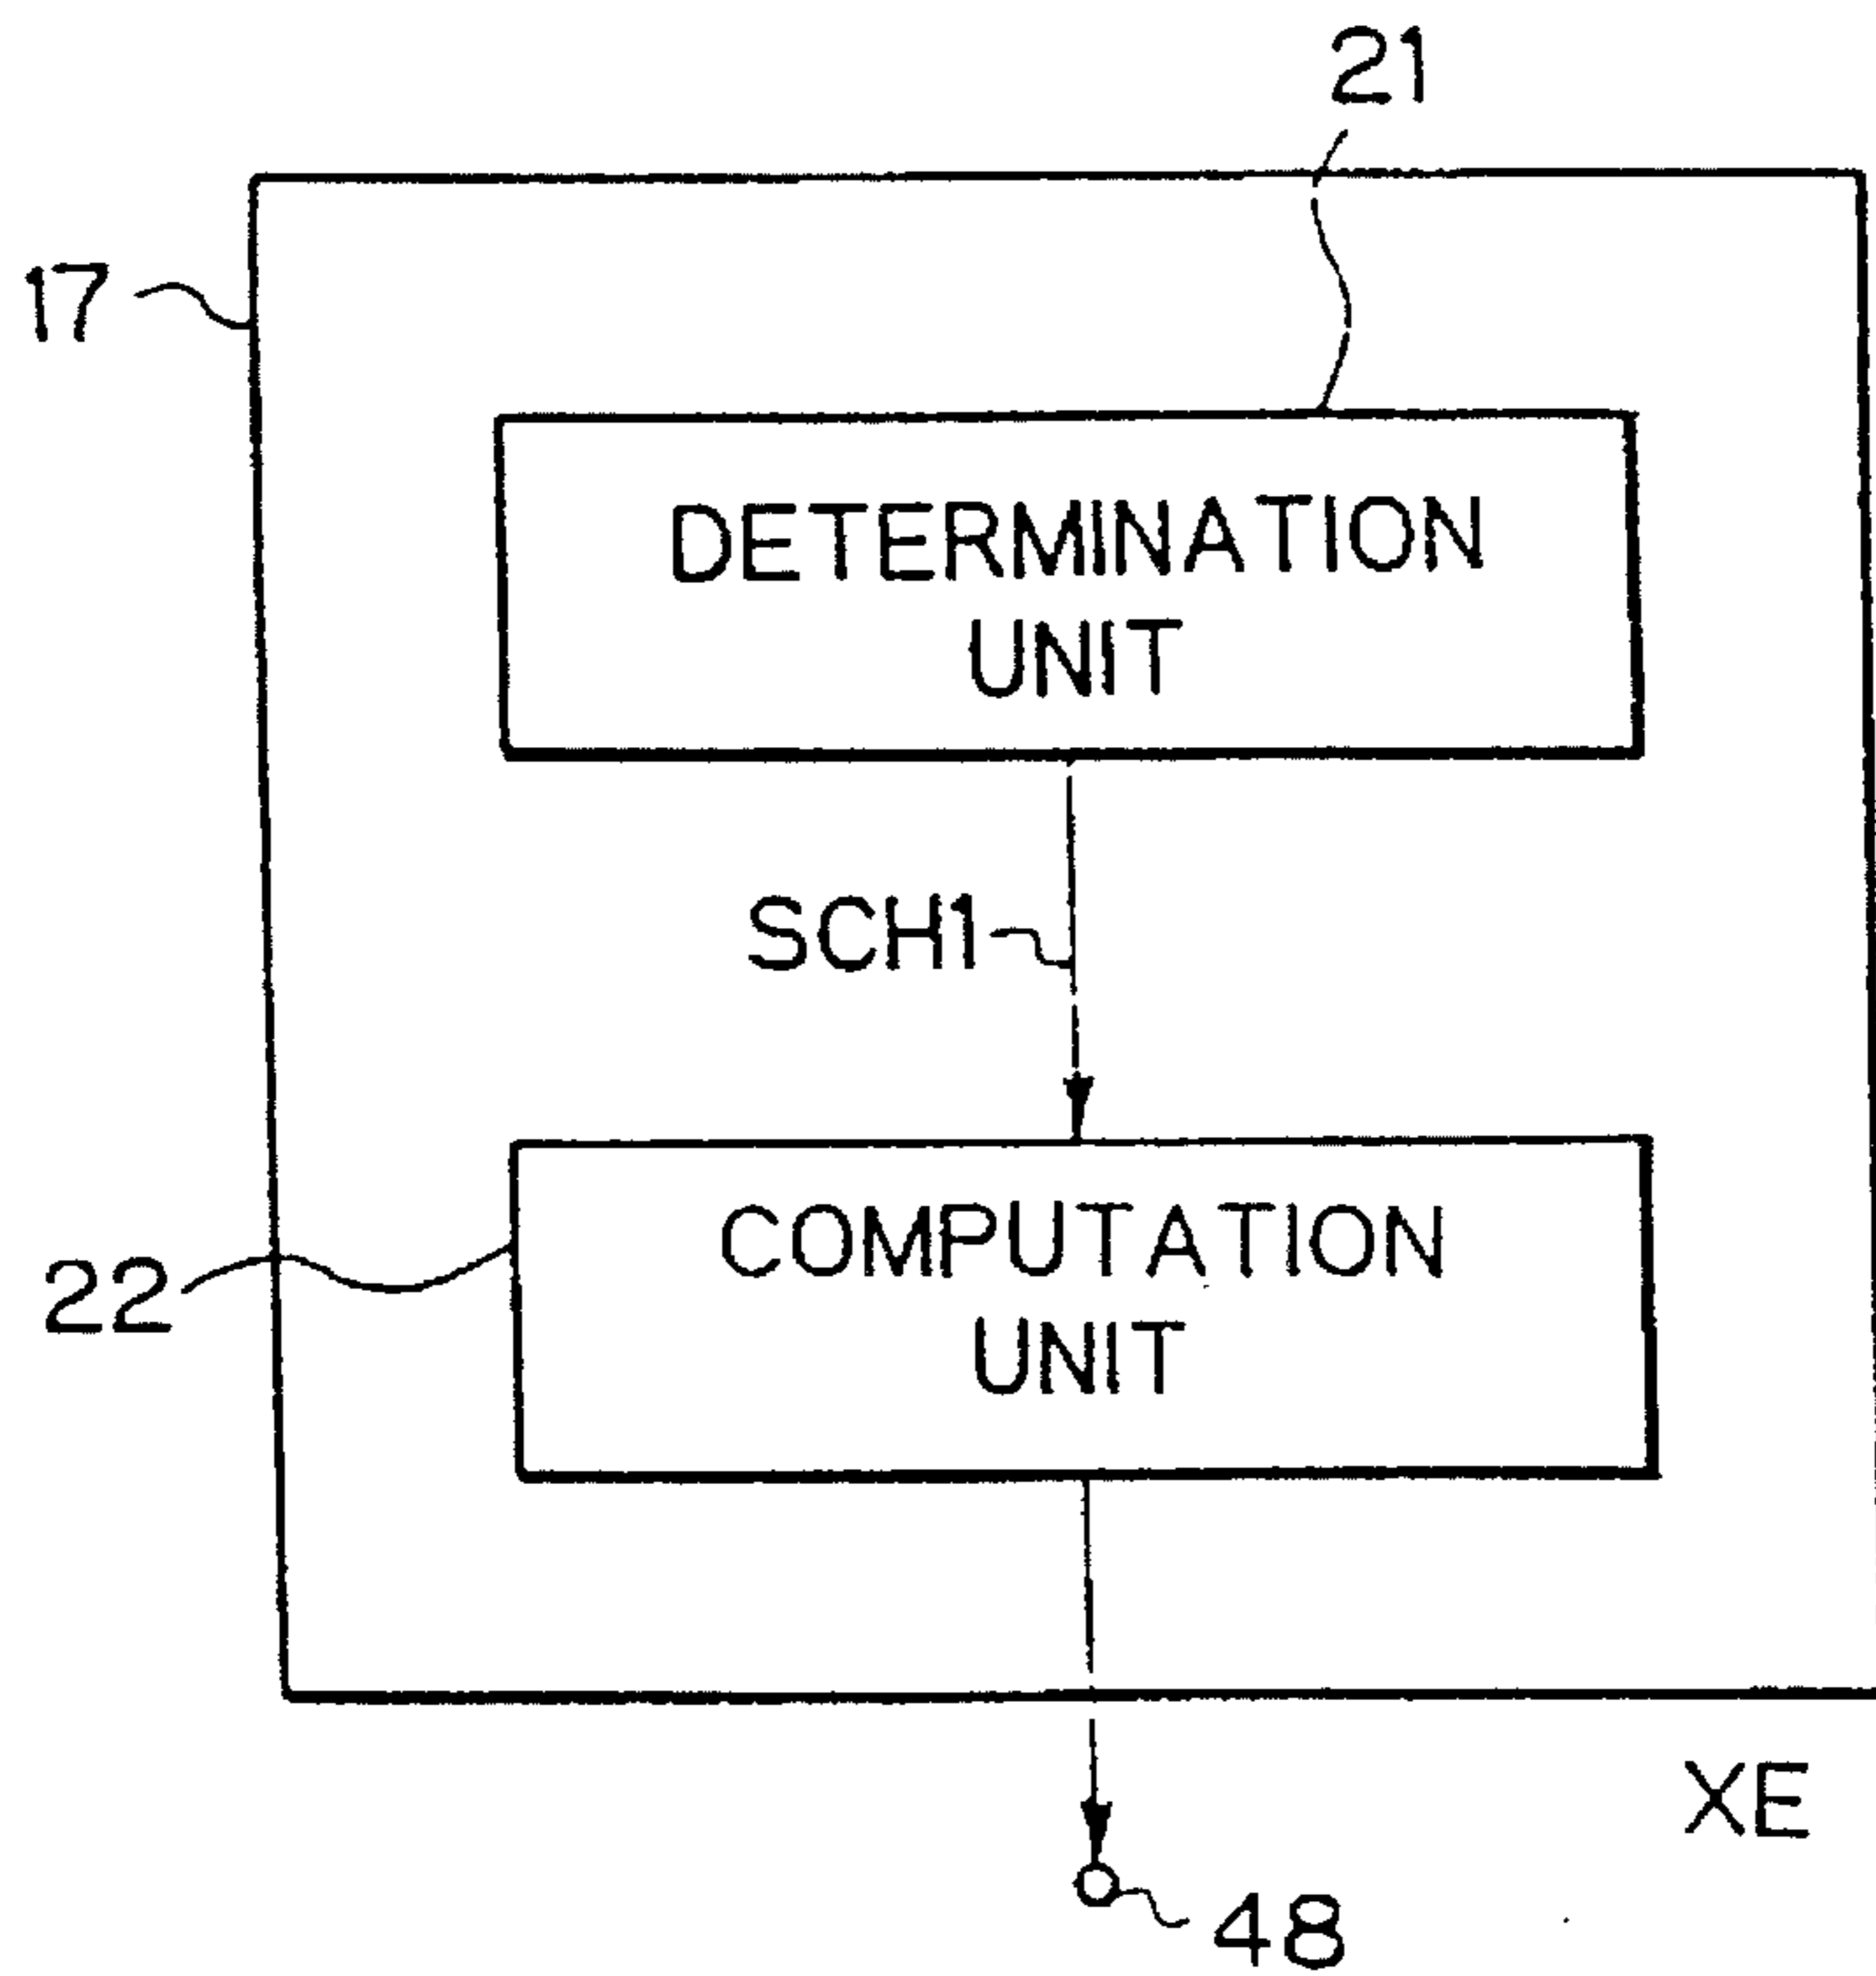 21
17
DETERMINATION
UNIT
SCH1
COMPUTATION
UNIT
22
XE
48